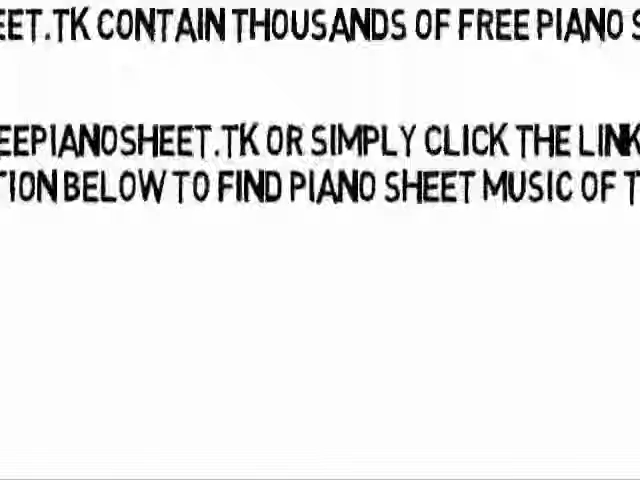 EET.TK CONTAIN THOUSANDS OF FREE PIANO S
EEPIANOSHEET.TK OR SIMPLY CLICK THE LINK
TION BELOW TO FIND PIANO SHEET MUSIC OF T